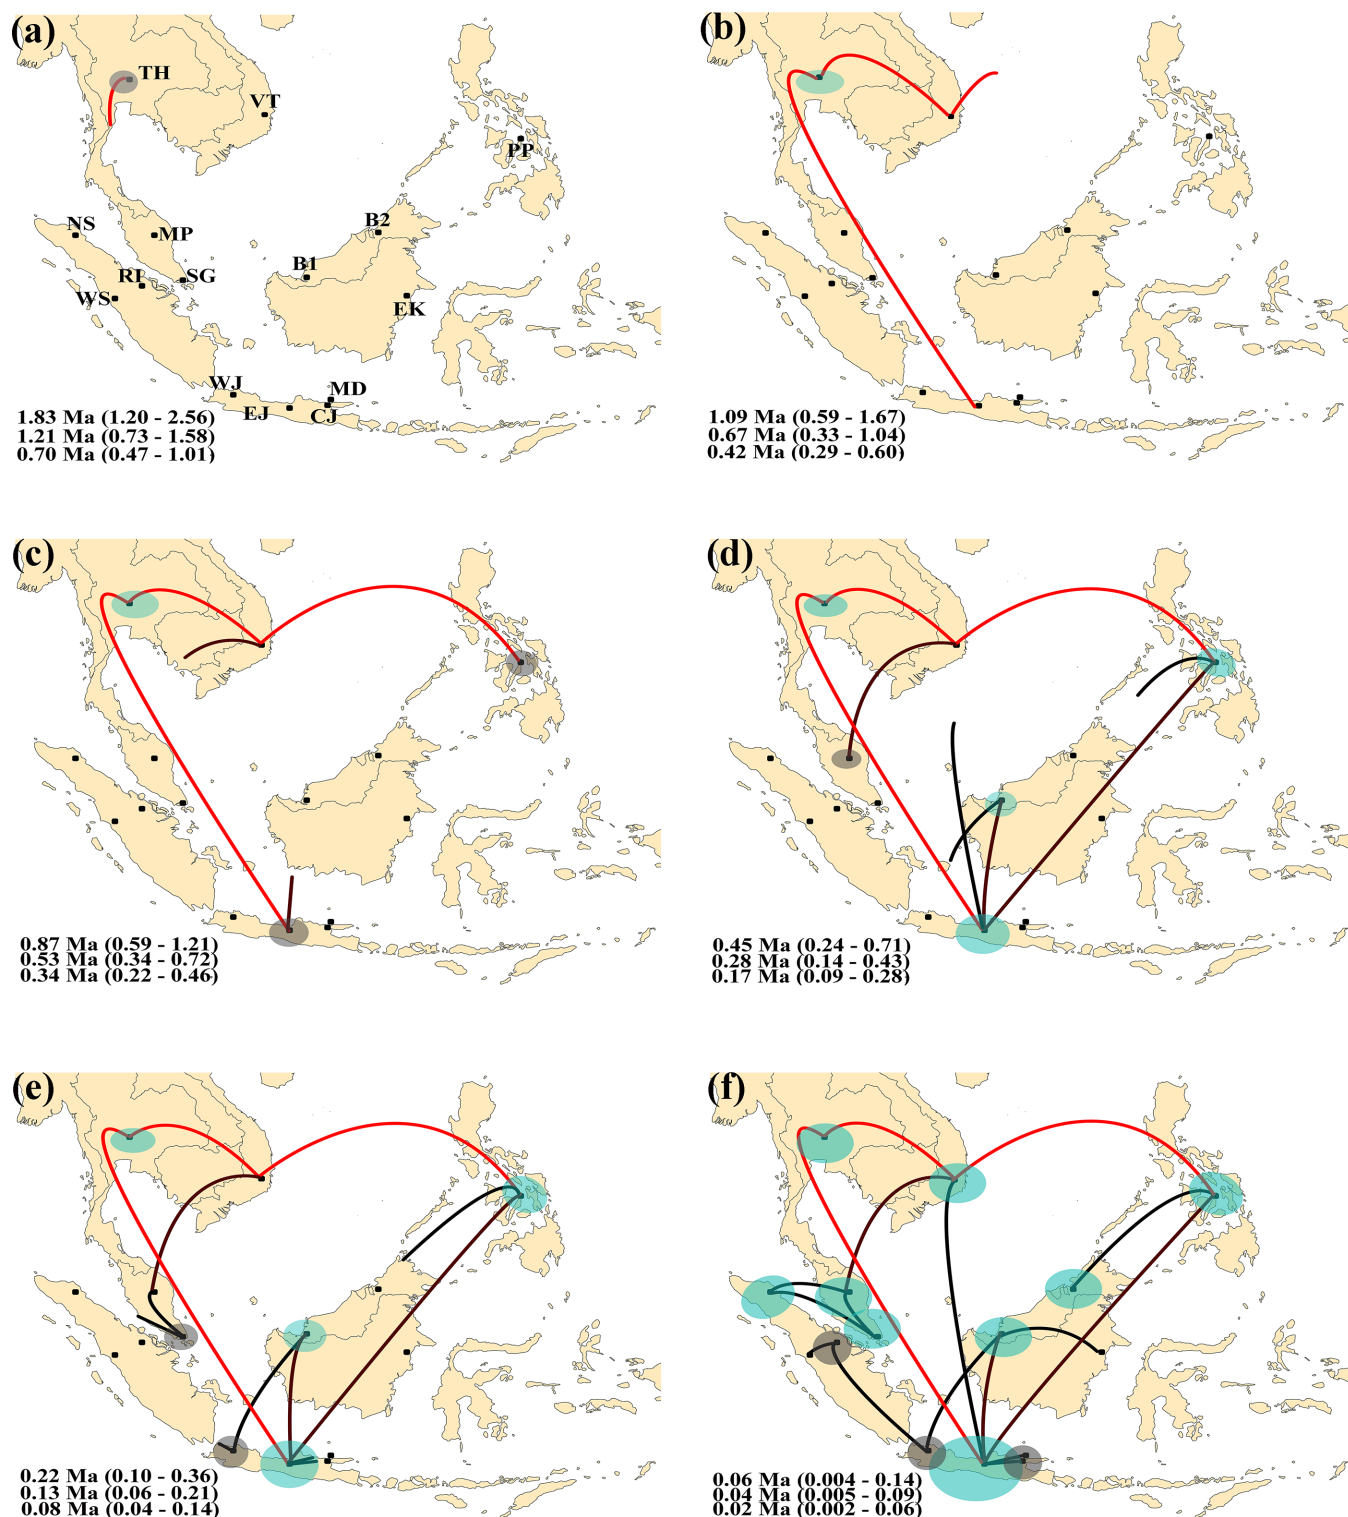 (a)
TH
VT
PP
NS
MP
B2
RI
SG
B1
WS
EK
WJ
MD
EJ
CJ
1.83 Ma (1.20 - 2.56)
1.21 Ma (0.73 - 1.58)
0.70 Ma (0.47 - 1.01)
(b)
1.09 Ma (0.59 - 1.67)
0.67 Ma (0.33 - 1.04)
0.42 Ma (0.29 - 0.60)
(c)
0.87 Ma (0.59 - 1.21)
0.53 Ma (0.34 - 0.72)
0.34 Ma (0.22 - 0.46)
(d)
0.45 Ma (0.24 - 0.71)
0.28 Ma (0.14 - 0.43)
0.17 Ma (0.09 - 0.28)
(e)
0.22 Ma (0.10 - 0.36)
0.13 Ma (0.06 - 0.21)
0.08 Ma (0.04 - 0.14)
(f)
0.06 Ma (0.004 - 0.14)
0.04 Ma (0.005 - 0.09)
0.02 Ma (0.002 - 0.06)